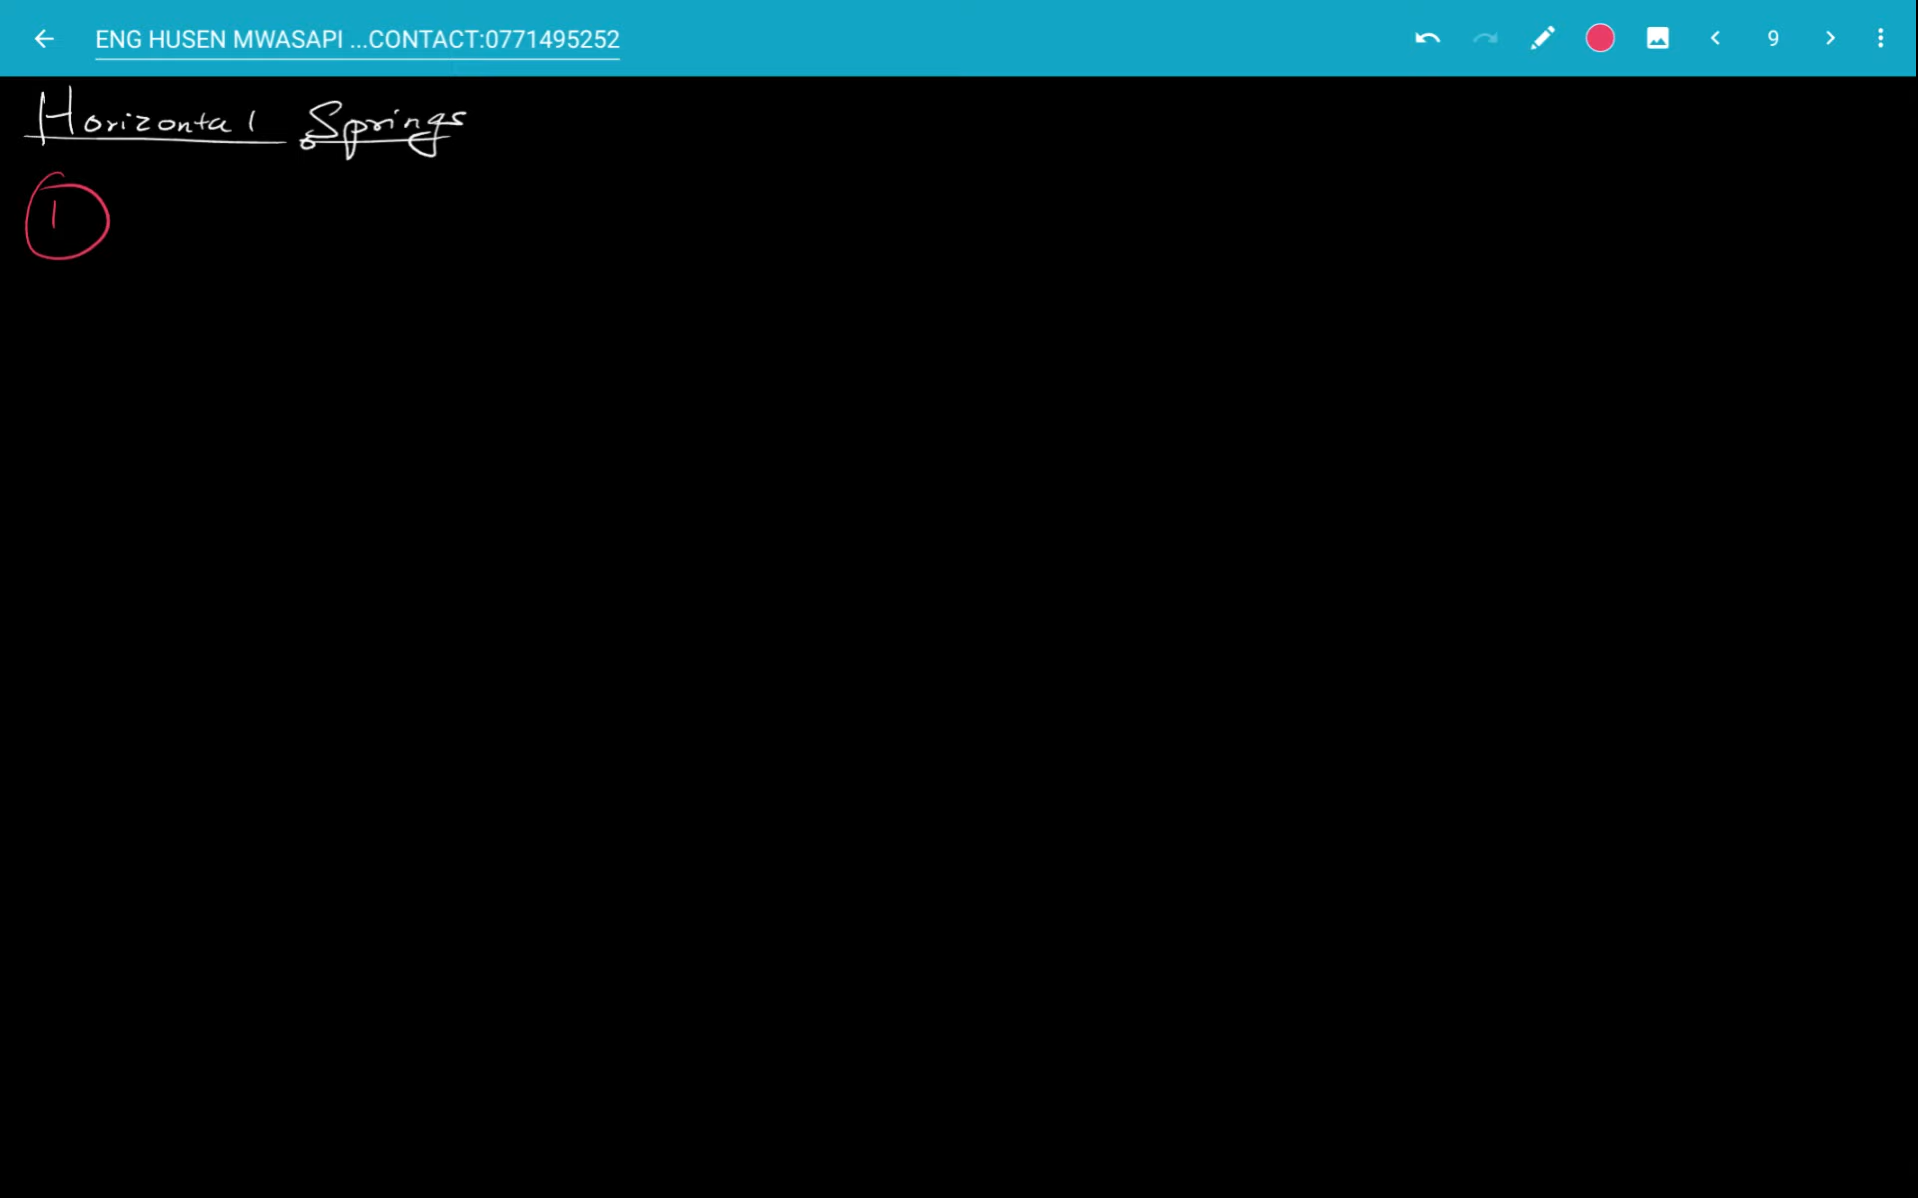 ENG HUSEN MWASAPI ...CONTACT:0771495252
9
Horizontal Springs
1